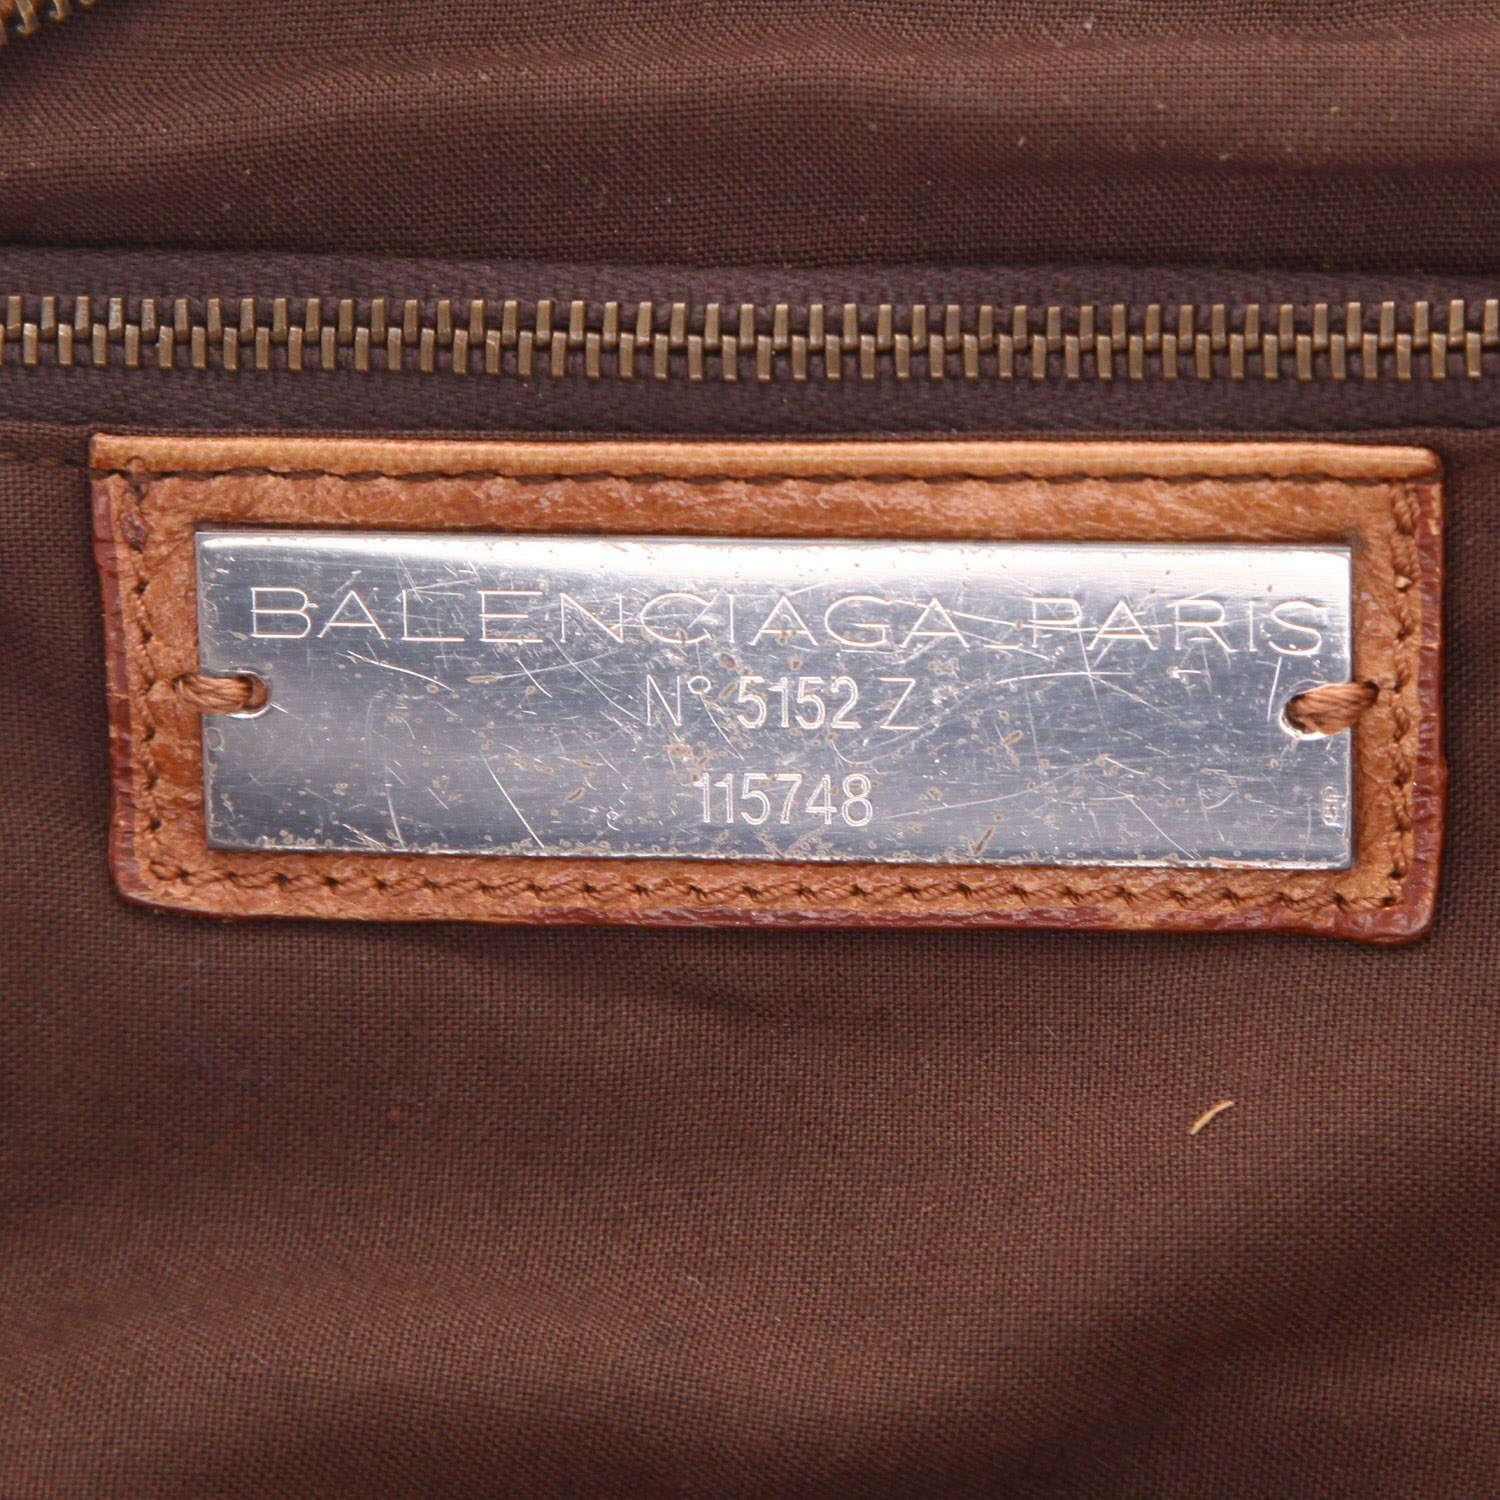 BALENCIAGA PARIS
N° 5152 Z
115748